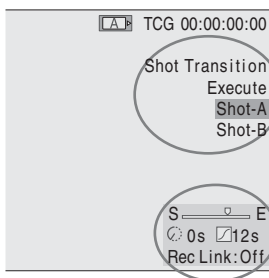 A TCG 00:00:00:00
Shot Transition
Execute
Shot-A
Shot-B
S E
0s 12s
Rec Link:Off